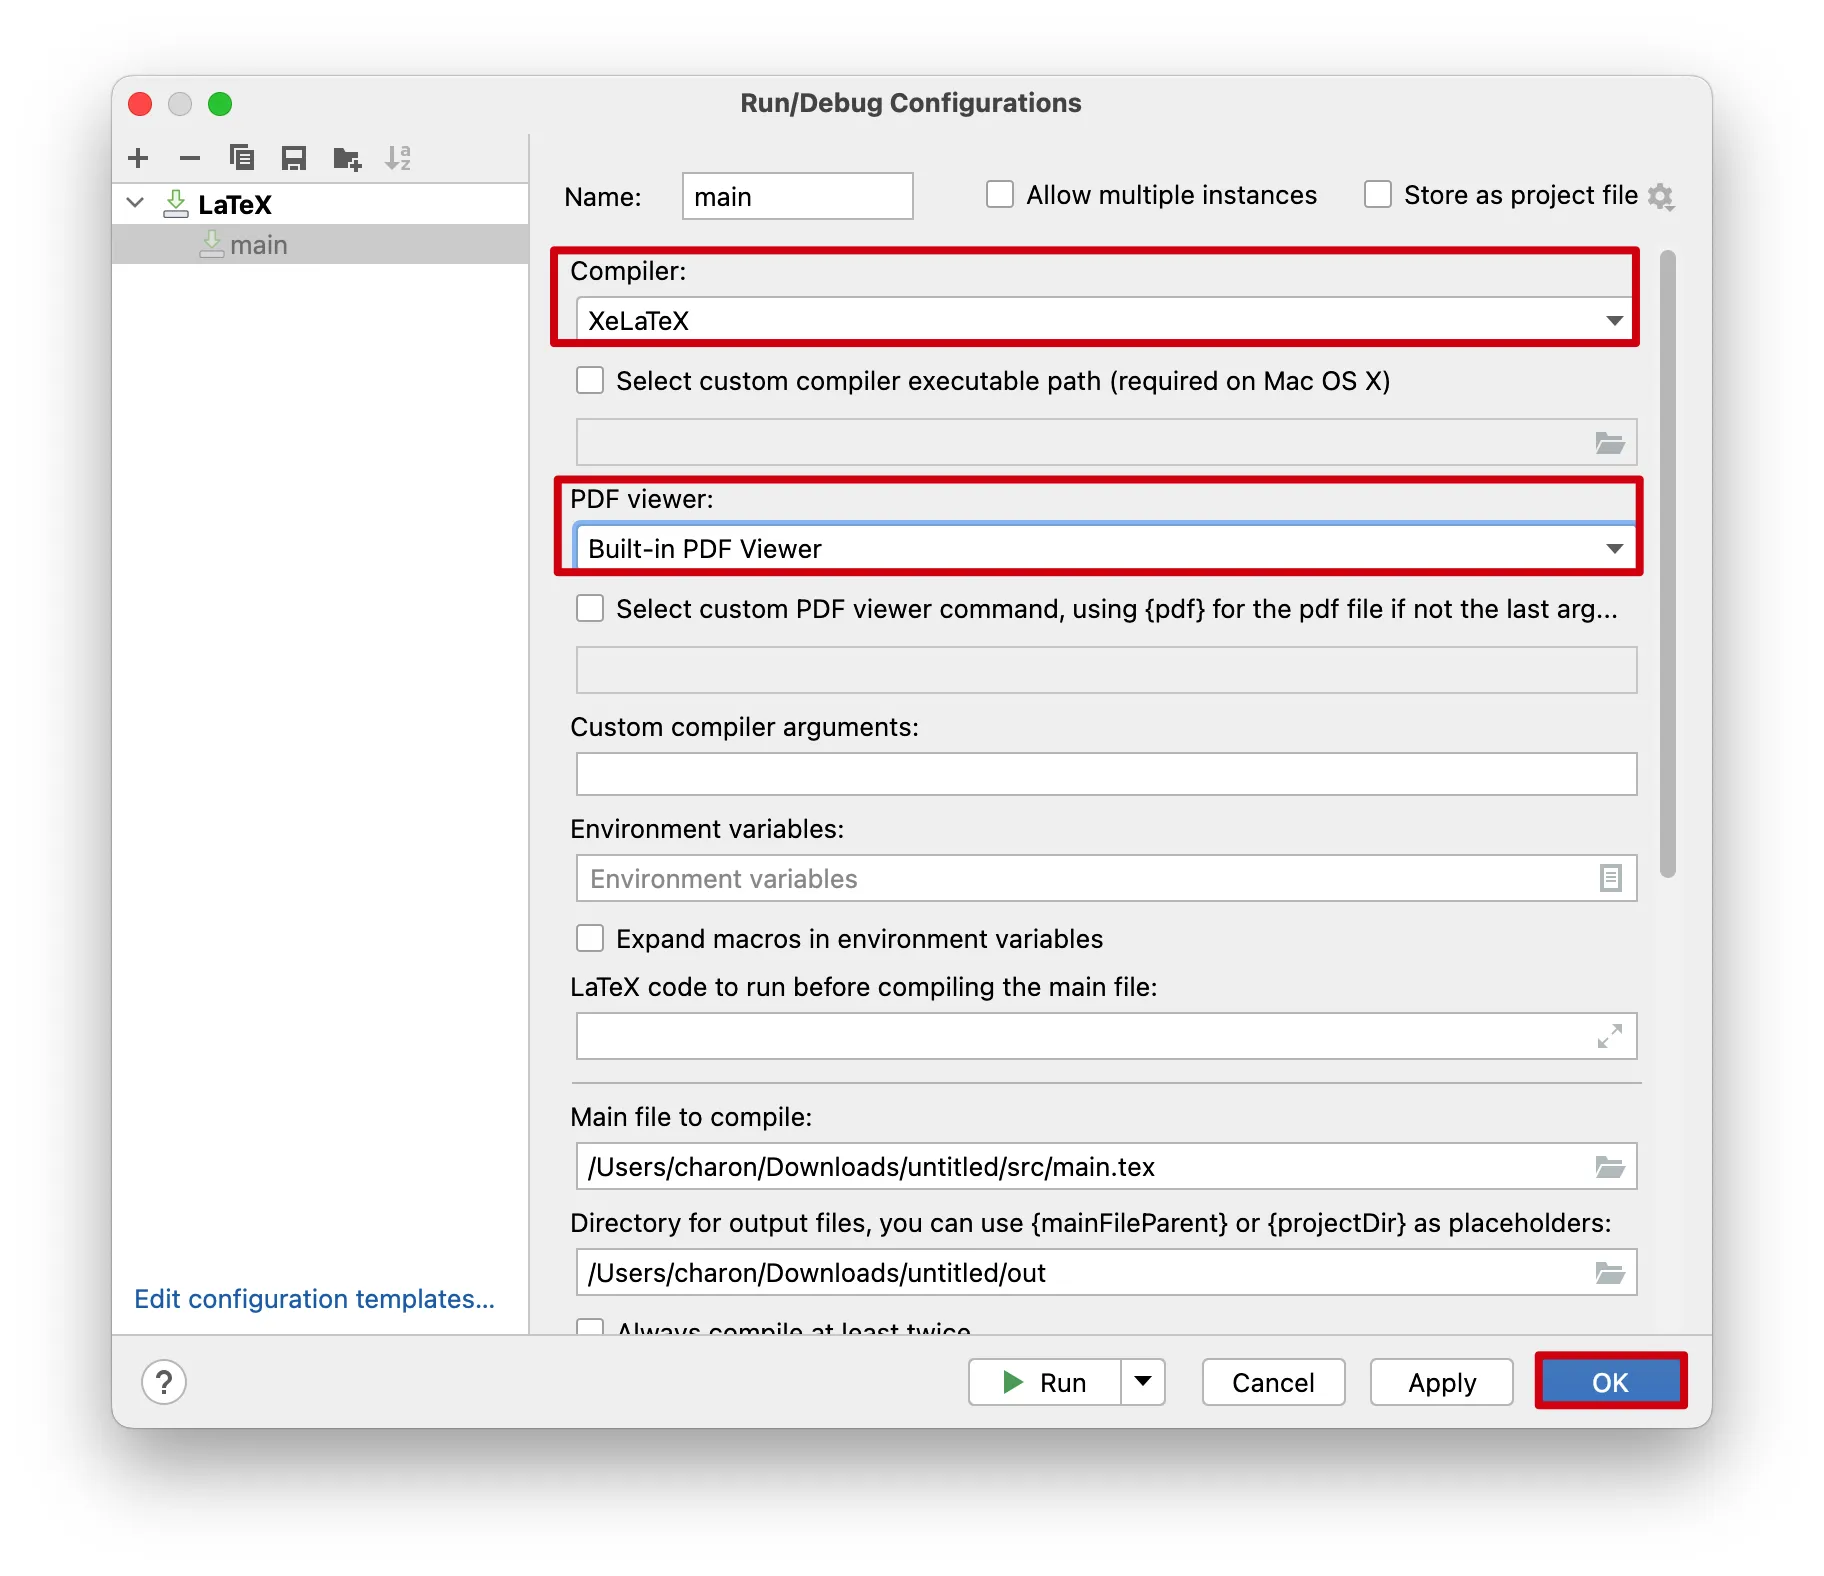 Run/Debug Configurations
LaTeX
main
Edit configuration templates...
Name: main Allow multiple instances Store as project file
Compiler:
XeLaTeX
Select custom compiler executable path (required on Mac OS X)
PDF viewer:
Built-in PDF Viewer
Select custom PDF viewer command, using {pdf} for the pdf file if not the last arg...
Custom compiler arguments:
Environment variables:
Environment variables
Expand macros in environment variables
LaTeX code to run before compiling the main file:
Main file to compile:
/Users/charon/Downloads/untitled/src/main.tex
Directory for output files, you can use {mainFileParent} or {projectDir} as placeholders:
/Users/charon/Downloads/untitled/out
Always compile at least twice
? Run Cancel Apply OK